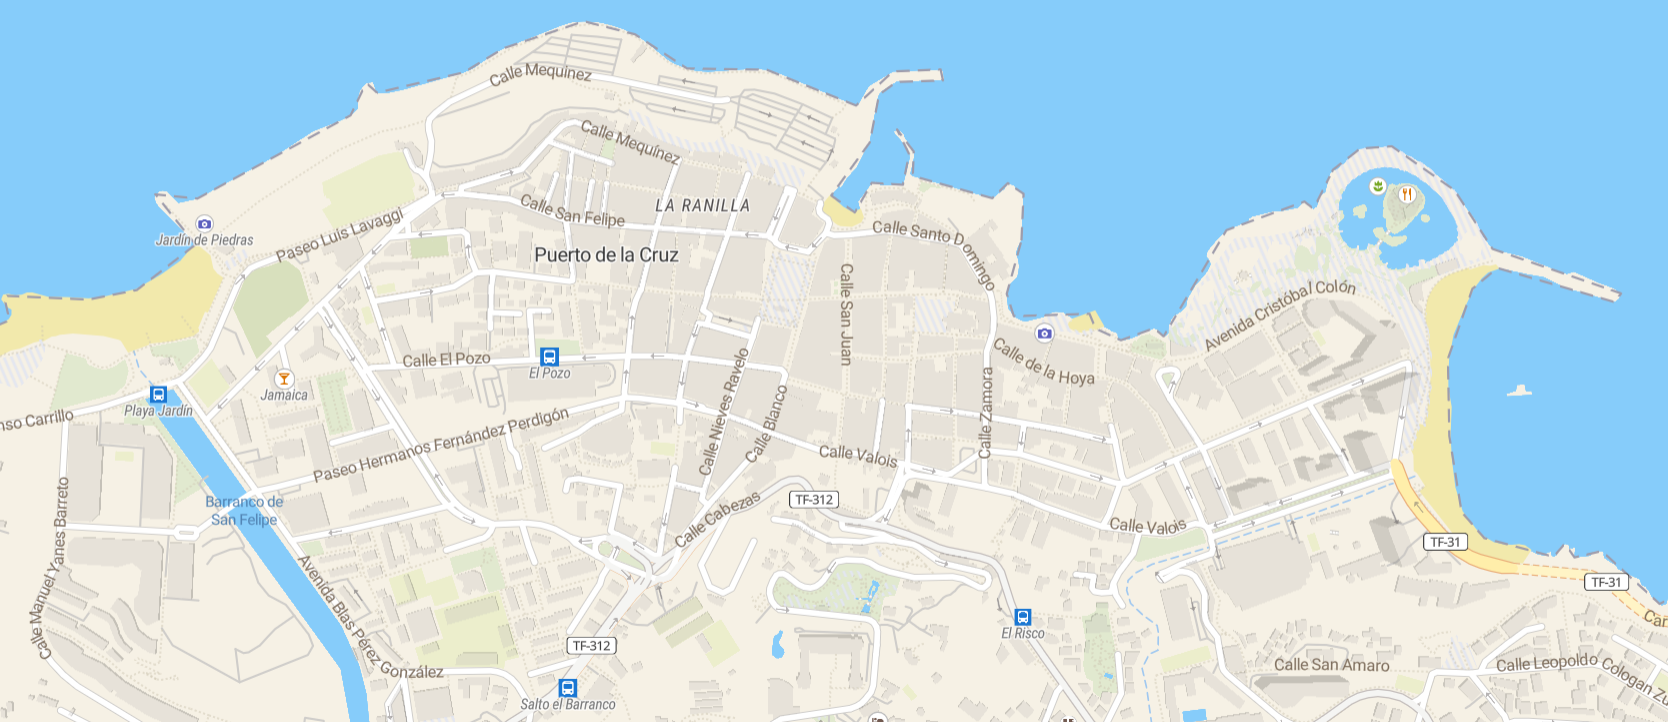 Calle Mequínez
Calle Mequínez
LA RANILLA
Calle San Felipe
Paseo Luis Lavaggi
Jardín de Piedras
Puerto de la Cruz
Calle Santo Domingo
Calle San Juan
Avenida Cristóbal Colón
Calle de la Hoya
Calle El Pozo
El Pozo
Jamaica
Playa Jardín
nso Carrillo
Calle Nieves Ravelo
Calle Blanco
Calle Zamora
Paseo Hermanos Fernández Perdigón
Calle Valois
Barranco de
San Felipe
Calle Manuel Yanes Barreto
Calle Cabezas
TF-312
Calle Valois
TF-31
TF-31
Car
Avenida Blas Pérez González
TF-312
El Risco
Salto el Barranco
Calle San Amaro
Calle Leopoldo Cologan Zu